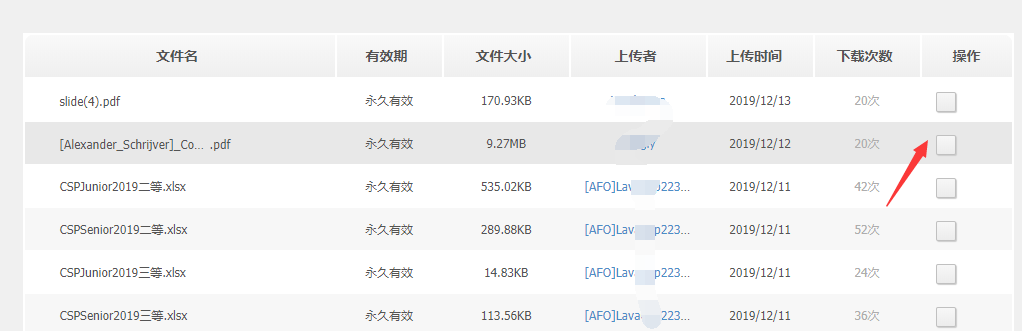 文件名 有效期 文件大小 上传者 上传时间 下载次数 操作
slide(4).pdf 永久有效 170.93KB 2019/12/13 20次
[Alexander_Schrijver]_Co... .pdf 永久有效 9.27MB 2019/12/12 20次
CSPJunior2019二等.xlsx 永久有效 535.02KB [AFO]Lava p223... 2019/12/11 42次
CSPSenior2019二等.xlsx 永久有效 289.88KB [AFO]Lav p223... 2019/12/11 52次
CSPJunior2019三等.xlsx 永久有效 14.83KB [AFO]Lava p223... 2019/12/11 24次
CSPSenior2019三等.xlsx 永久有效 113.56KB [AFO]Lava 223... 2019/12/11 36次